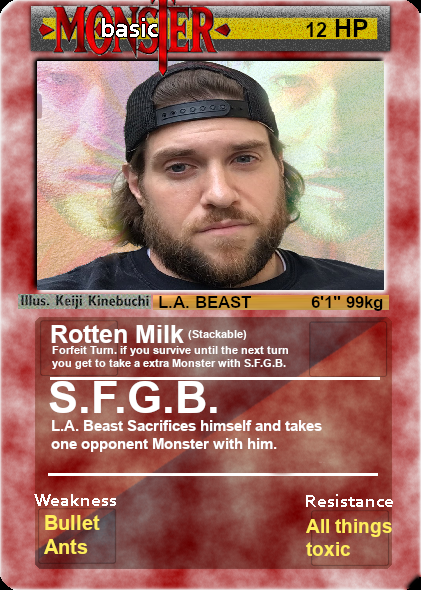 MONSTER
basic
12 HP
Illus. Keiji Kinebuchi L.A. BEAST 6'1" 99kg
Rotten Milk (Stackable)
Forfeit Turn. if you survive until the next turn
you get to take a extra Monster with S.F.G.B.
S.F.G.B.
L.A. Beast Sacrifices himself and takes
one opponent Monster with him.
Weakness
Bullet
Ants
Resistance
All things
toxic